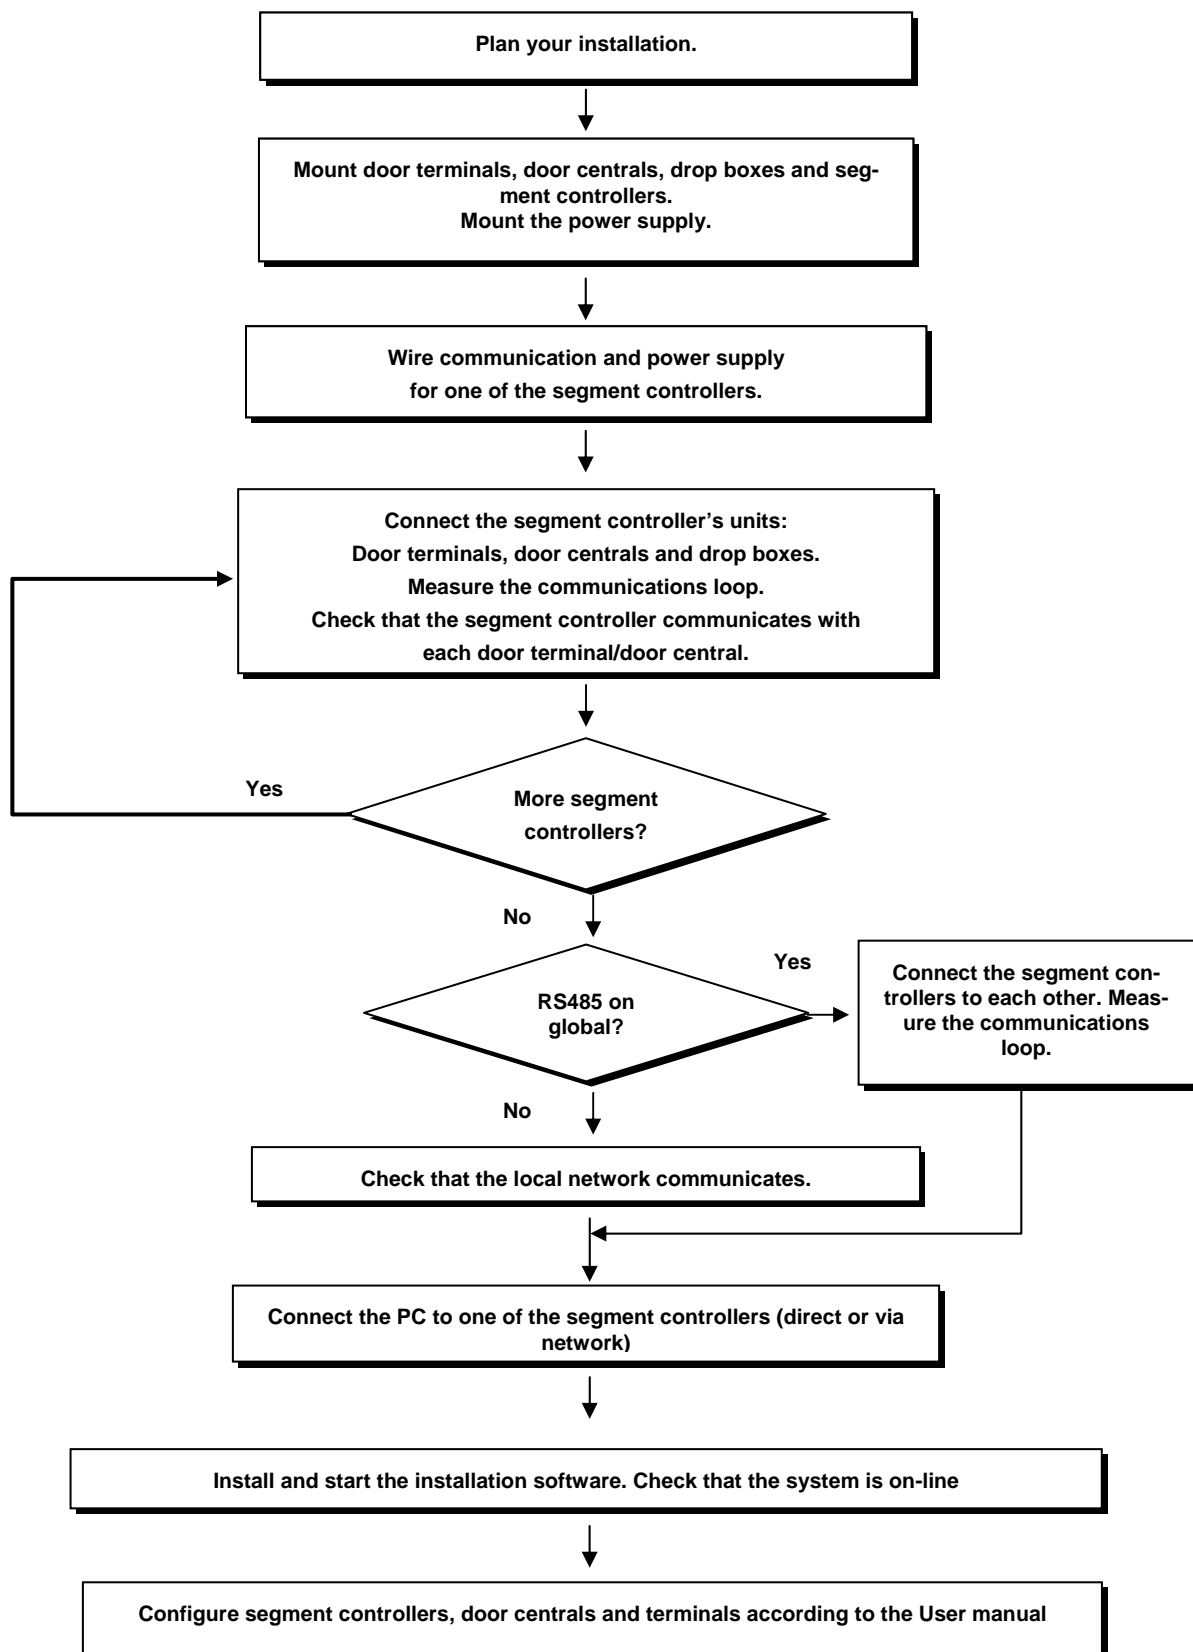 Plan your installation.
Mount door terminals, door centrals, drop boxes and seg-
ment controllers.
Mount the power supply.
Wire communication and power supply
for one of the segment controllers.
Connect the segment controller’s units:
Door terminals, door centrals and drop boxes.
Measure the communications loop.
Check that the segment controller communicates with
each door terminal/door central.
Yes
More segment
controllers?
No
RS485 on
global?
Yes
Connect the segment con-
trollers to each other. Meas-
ure the communications
loop.
No
Check that the local network communicates.
Connect the PC to one of the segment controllers (direct or via
network)
Install and start the installation software. Check that the system is on-line
Configure segment controllers, door centrals and terminals according to the User manual